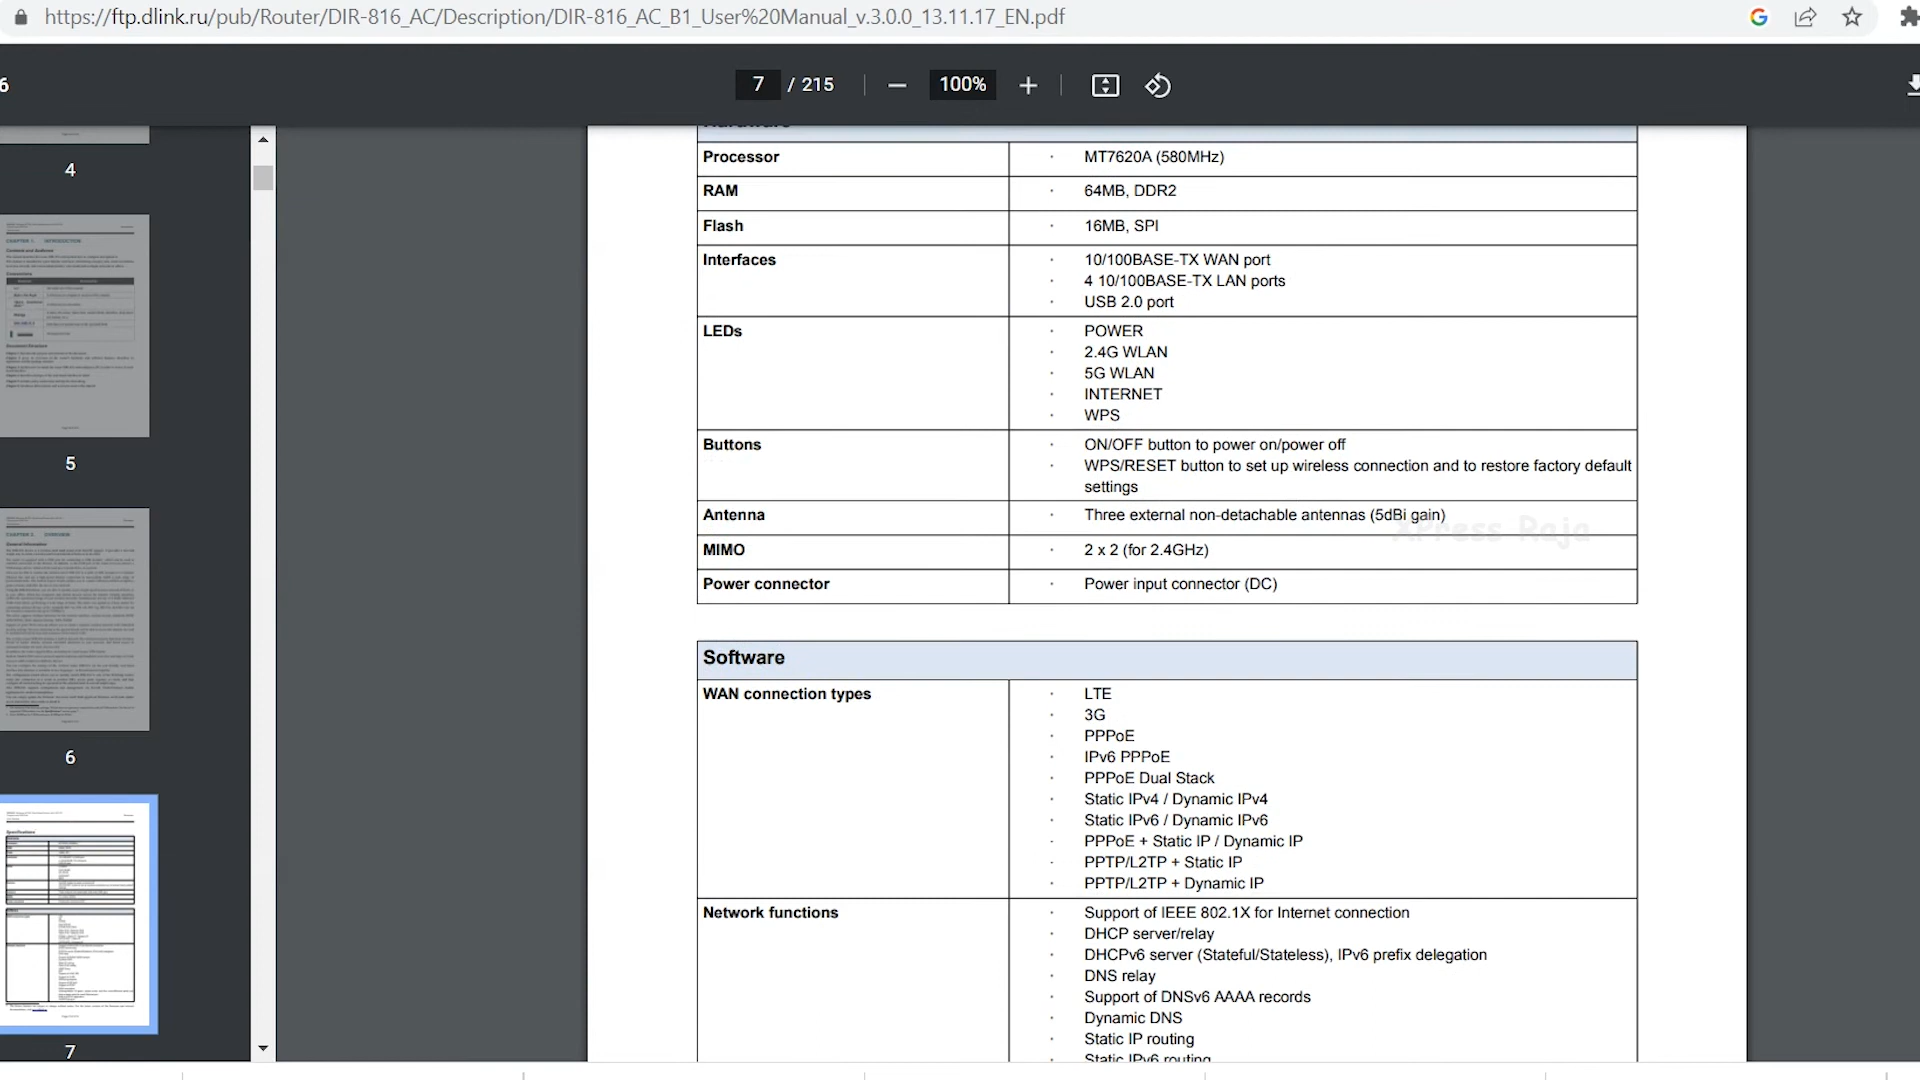 https://ftp.dlink.ru/pub/Router/DIR-816_AC/Description/DIR-816_AC_B1_User%20Manual_v.3.0.0_13.11.17_EN.pdf
6
7 / 215
100%
4
5
6
7
Processor
· MT7620A (580MHz)
RAM
· 64MB, DDR2
Flash
· 16MB, SPI
Interfaces
· 10/100BASE-TX WAN port
· 4 10/100BASE-TX LAN ports
· USB 2.0 port
LEDs
· POWER
· 2.4G WLAN
· 5G WLAN
· INTERNET
· WPS
Buttons
· ON/OFF button to power on/power off
· WPS/RESET button to set up wireless connection and to restore factory default
settings
Antenna
· Three external non-detachable antennas (5dBi gain)
XPress Raja
MIMO
· 2 x 2 (for 2.4GHz)
Power connector
· Power input connector (DC)
Software
WAN connection types
· LTE
· 3G
· PPPoE
· IPv6 PPPoE
· PPPoE Dual Stack
· Static IPv4 / Dynamic IPv4
· Static IPv6 / Dynamic IPv6
· PPPoE + Static IP / Dynamic IP
· PPTP/L2TP + Static IP
· PPTP/L2TP + Dynamic IP
Network functions
· Support of IEEE 802.1X for Internet connection
· DHCP server/relay
· DHCPv6 server (Stateful/Stateless), IPv6 prefix delegation
· DNS relay
· Support of DNSv6 AAAA records
· Dynamic DNS
· Static IP routing
· Static IPv6 routing